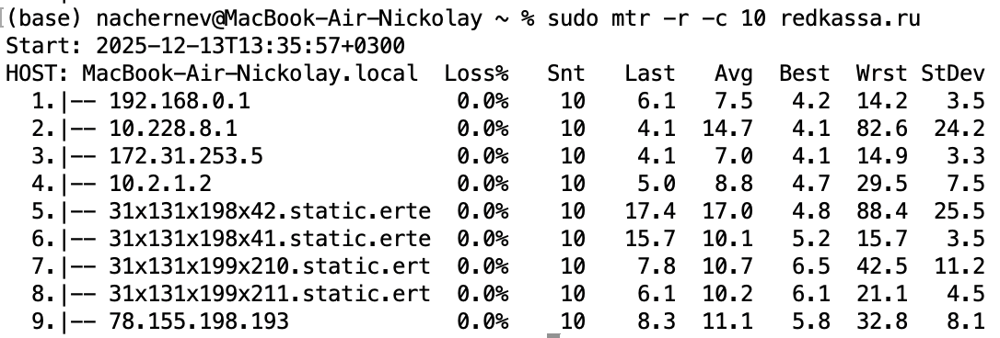 (base) nachernev@MacBook-Air-Nickolay ~ % sudo mtr -r -c 10 redkassa.ru
Start: 2025-12-13T13:35:57+0300
HOST: MacBook-Air-Nickolay.local  Loss%   Snt   Last   Avg  Best  Wrst StDev
  1.|-- 192.168.0.1                0.0%    10    6.1   7.5   4.2  14.2   3.5
  2.|-- 10.228.8.1                 0.0%    10    4.1  14.7   4.1  82.6  24.2
  3.|-- 172.31.253.5               0.0%    10    4.1   7.0   4.1  14.9   3.3
  4.|-- 10.2.1.2                   0.0%    10    5.0   8.8   4.7  29.5   7.5
  5.|-- 31x131x198x42.static.erte  0.0%    10   17.4  17.0   4.8  88.4  25.5
  6.|-- 31x131x198x41.static.erte  0.0%    10   15.7  10.1   5.2  15.7   3.5
  7.|-- 31x131x199x210.static.ert  0.0%    10    7.8  10.7   6.5  42.5  11.2
  8.|-- 31x131x199x211.static.ert  0.0%    10    6.1  10.2   6.1  21.1   4.5
  9.|-- 78.155.198.193             0.0%    10    8.3  11.1   5.8  32.8   8.1